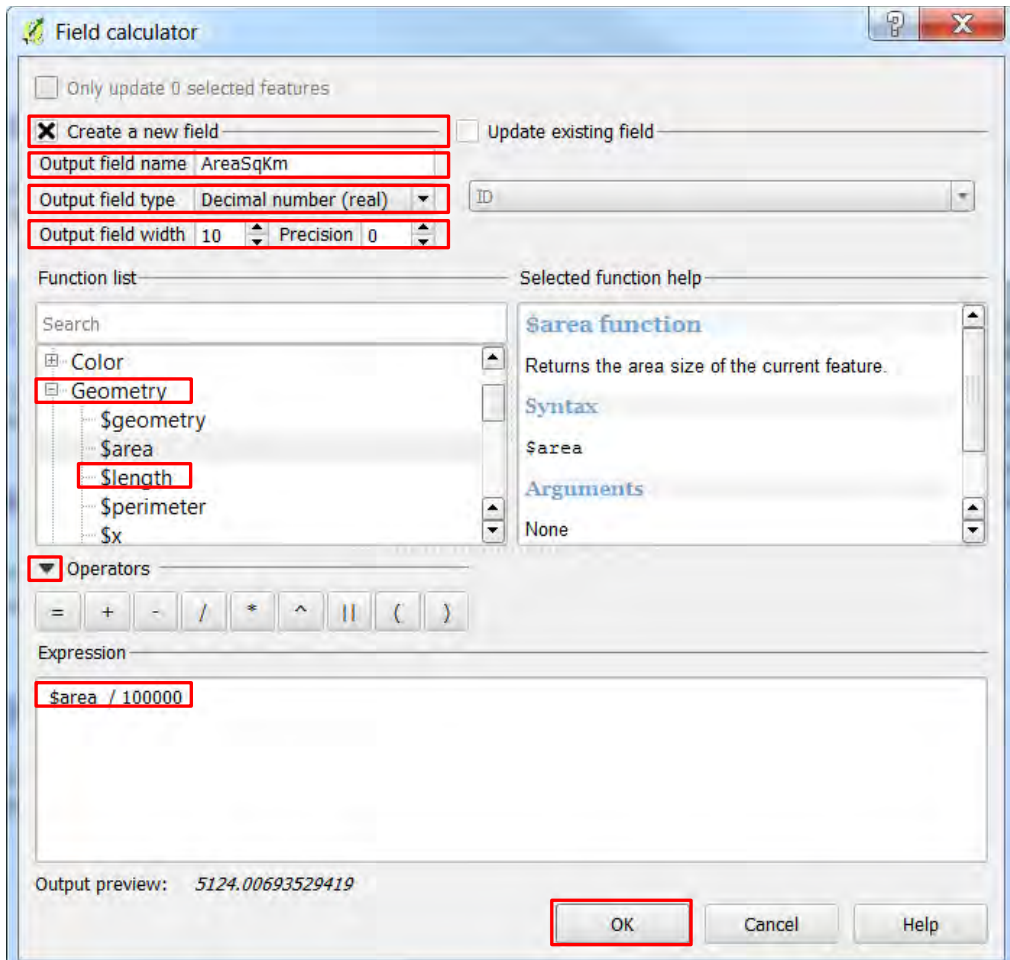 Field calculator
Only update 0 selected features
Create a new field
Update existing field
Output field name AreaSqKm
Output field type Decimal number (real)
ID
Output field width 10 Precision 0
Function list
Selected function help
Search
Color
Geometry
$geometry
$area
$length
$perimeter
$x
$area function
Returns the area size of the current feature.
Syntax
$area
Arguments
None
Operators
= + - / * ^ || ( )
Expression
$area / 100000
Output preview: 5124.00693529419
OK Cancel Help